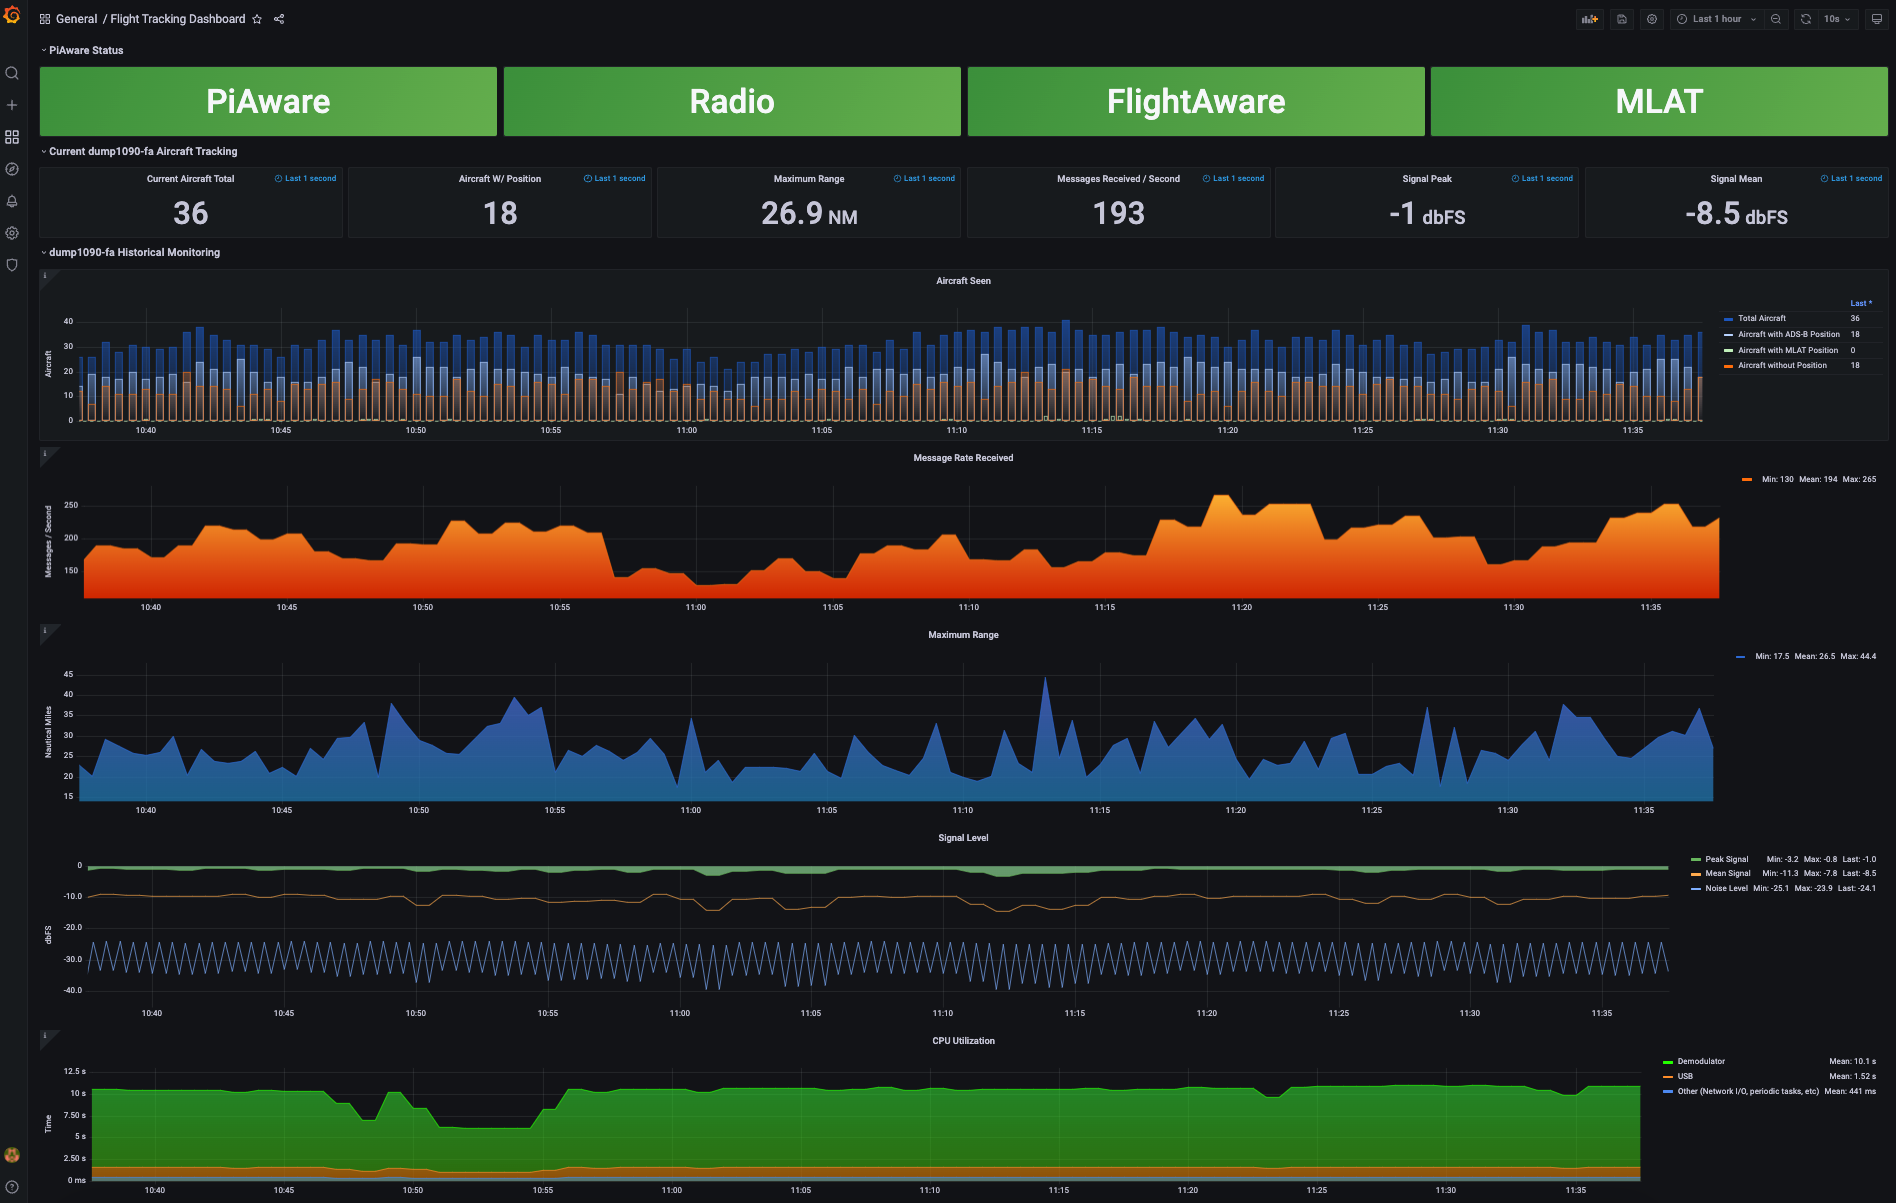 General / Flight Tracking Dashboard
Last 1 hour
10s
PiAware Status
PiAware
Radio
FlightAware
MLAT
Current dump1090-fa Aircraft Tracking
Current Aircraft Total
Last 1 second
36
Aircraft W/ Position
Last 1 second
18
Maximum Range
Last 1 second
26.9 NM
Messages Received / Second
Last 1 second
193
Signal Peak
Last 1 second
-1 dbFS
Signal Mean
Last 1 second
-8.5 dbFS
dump1090-fa Historical Monitoring
i
Aircraft Seen
Aircraft
40
30
20
10
0
10:40 10:45 10:50 10:55 11:00 11:05 11:10 11:15 11:20 11:25 11:30 11:35
Last *
Total Aircraft 36
Aircraft with ADS-B Position 18
Aircraft with MLAT Position 0
Aircraft without Position 18
i
Message Rate Received
Messages / Second
250
200
150
10:40 10:45 10:50 10:55 11:00 11:05 11:10 11:15 11:20 11:25 11:30 11:35
Min: 130 Mean: 194 Max: 265
i
Maximum Range
Nautical Miles
45
40
35
30
25
20
15
10:40 10:45 10:50 10:55 11:00 11:05 11:10 11:15 11:20 11:25 11:30 11:35
Min: 17.5 Mean: 26.5 Max: 44.4
Signal Level
dbFS
0
-10.0
-20.0
-30.0
-40.0
10:40 10:45 10:50 10:55 11:00 11:05 11:10 11:15 11:20 11:25 11:30 11:35
Peak Signal Min: -3.2 Max: -0.8 Last: -1.0
Mean Signal Min: -11.3 Max: -7.8 Last: -8.5
Noise Level Min: -25.1 Max: -23.9 Last: -24.1
i
CPU Utilization
Time
12.5 s
10 s
7.50 s
5 s
2.50 s
0 ms
10:40 10:45 10:50 10:55 11:00 11:05 11:10 11:15 11:20 11:25 11:30 11:35
Demodulator Mean: 10.1 s
USB Mean: 1.52 s
Other (Network I/O, periodic tasks, etc) Mean: 441 ms